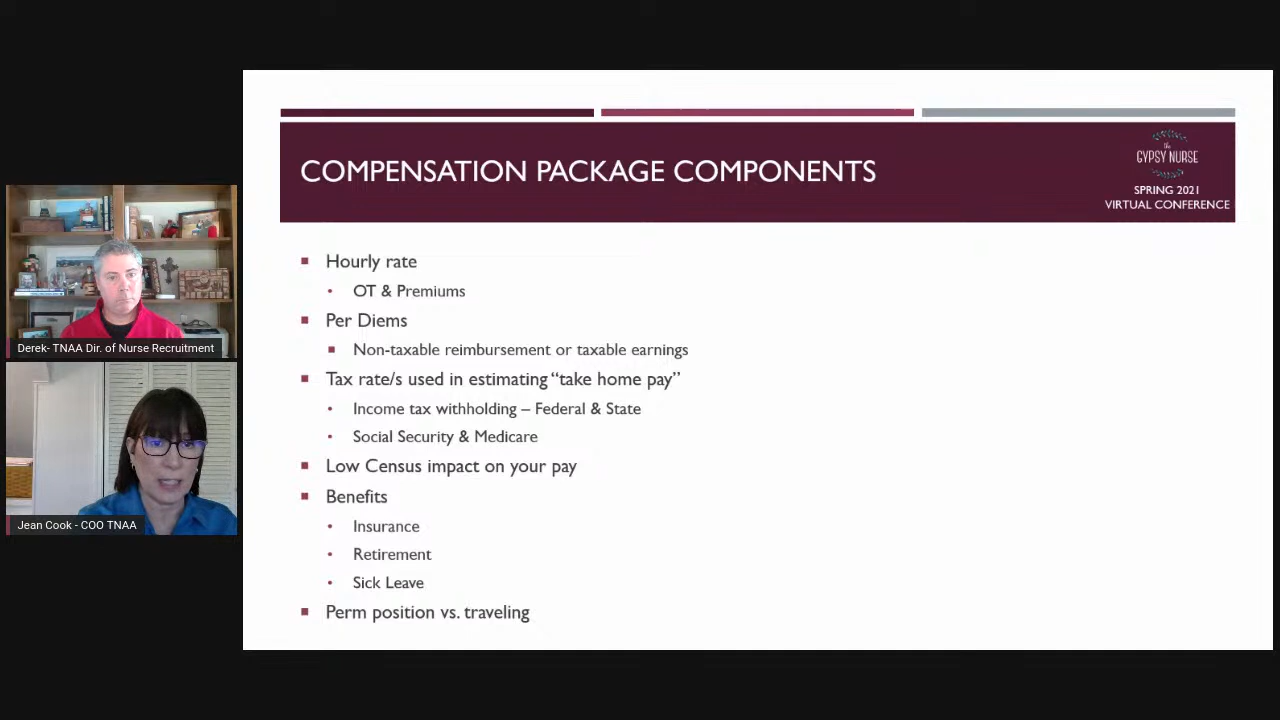 COMPENSATION PACKAGE COMPONENTS
the
GYPSY NURSE
SPRING 2021
VIRTUAL CONFERENCE
Hourly rate
OT & Premiums
Per Diems
Non-taxable reimbursement or taxable earnings
Tax rate/s used in estimating “take home pay”
Income tax withholding – Federal & State
Social Security & Medicare
Low Census impact on your pay
Benefits
Insurance
Retirement
Sick Leave
Perm position vs. traveling
Derek- TNAA Dir. of Nurse Recruitment
Jean Cook - COO TNAA